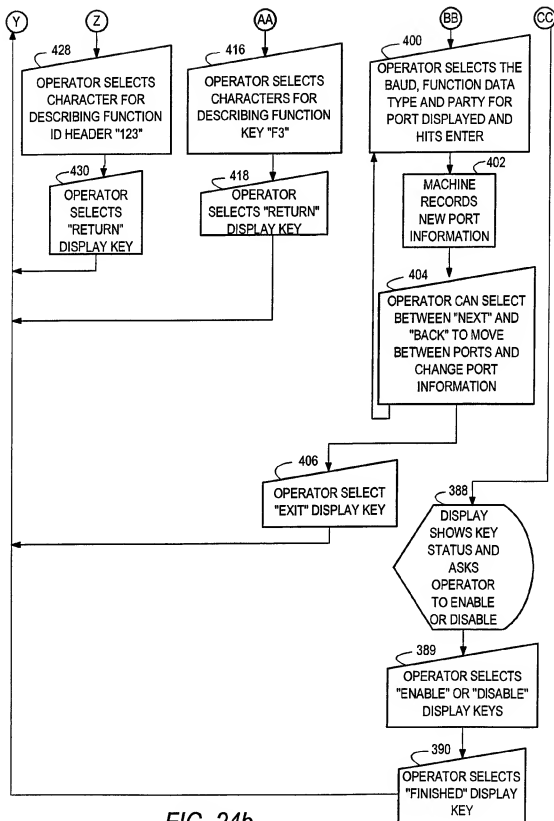 Y
Z
AA
BB
CC
428
OPERATOR SELECTS
CHARACTER FOR
DESCRIBING FUNCTION
ID HEADER "123"
430
OPERATOR
SELECTS
"RETURN"
DISPLAY KEY
416
OPERATOR SELECTS
CHARACTERS FOR
DESCRIBING FUNCTION
KEY "F3"
418
OPERATOR
SELECTS "RETURN"
DISPLAY KEY
400
OPERATOR SELECTS THE
BAUD, FUNCTION DATA
TYPE AND PARTY FOR
PORT DISPLAYED AND
HITS ENTER
402
MACHINE
RECORDS
NEW PORT
INFORMATION
404
OPERATOR CAN SELECT
BETWEEN "NEXT" AND
"BACK" TO MOVE
BETWEEN PORTS AND
CHANGE PORT
INFORMATION
406
OPERATOR SELECT
"EXIT" DISPLAY KEY
388
DISPLAY
SHOWS KEY
STATUS AND
ASKS
OPERATOR
TO ENABLE
OR DISABLE
389
OPERATOR SELECTS
"ENABLE" OR "DISABLE"
DISPLAY KEYS
390
OPERATOR SELECTS
"FINISHED" DISPLAY
KEY
FIG. 24b